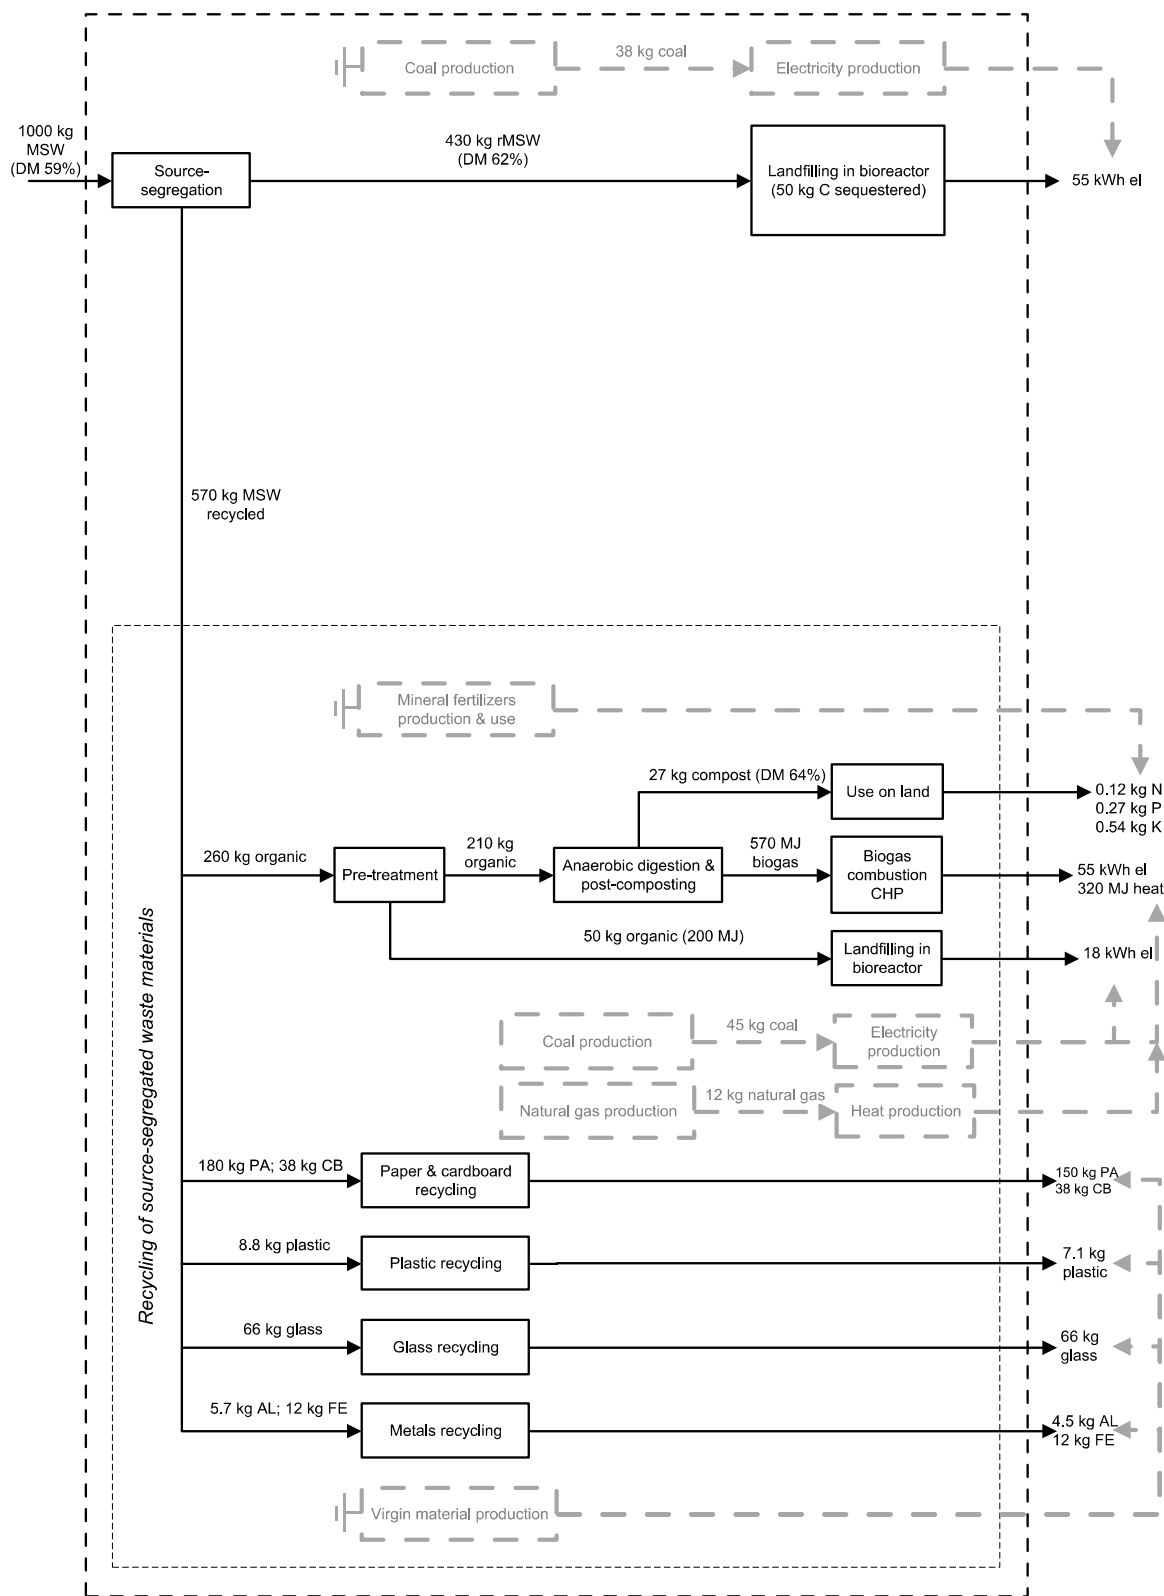 Coal production
38 kg coal
Electricity production
1000 kg
MSW
(DM 59%)
Source-
segregation
430 kg rMSW
(DM 62%)
Landfilling in bioreactor
(50 kg C sequestered)
55 kWh el
570 kg MSW
recycled
Recycling of source-segregated waste materials
Mineral fertilizers
production & use
27 kg compost (DM 64%)
Use on land
0.12 kg N
0.27 kg P
0.54 kg K
260 kg organic
Pre-treatment
210 kg
organic
Anaerobic digestion &
post-composting
570 MJ
biogas
Biogas
combustion
CHP
55 kWh el
320 MJ heat
50 kg organic (200 MJ)
Landfilling in
bioreactor
18 kWh el
Coal production
45 kg coal
Electricity
production
Natural gas production
12 kg natural gas
Heat production
180 kg PA; 38 kg CB
Paper & cardboard
recycling
150 kg PA
38 kg CB
8.8 kg plastic
Plastic recycling
7.1 kg
plastic
66 kg glass
Glass recycling
66 kg
glass
5.7 kg AL; 12 kg FE
Metals recycling
4.5 kg AL
12 kg FE
Virgin material production